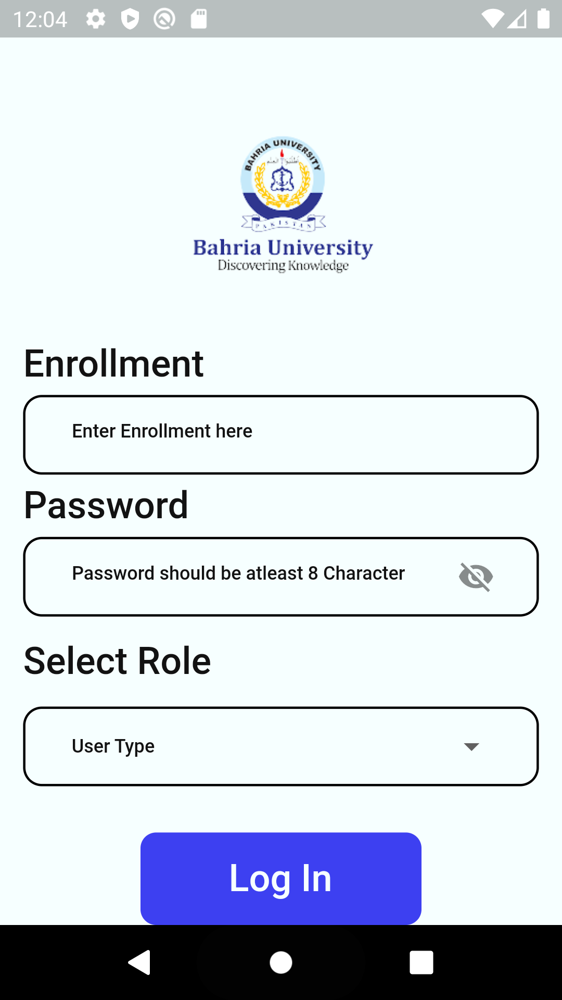 12:04
BAHRIA UNIVERSITY
PAKISTAN
Bahria University
Discovering Knowledge
Enrollment
Enter Enrollment here
Password
Password should be atleast 8 Character
Select Role
User Type
Log In